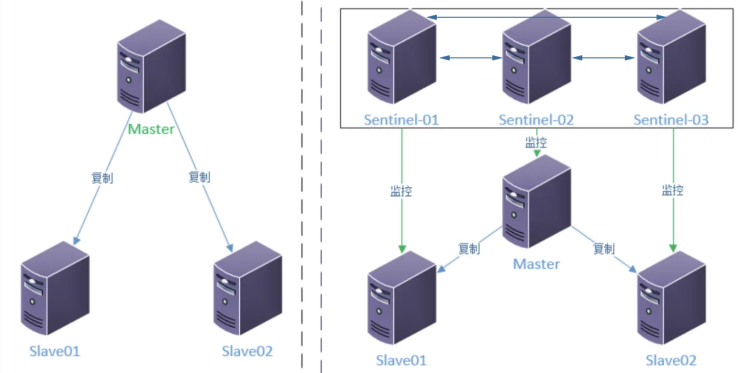 Master
复制
复制
Slave01
Slave02
Sentinel-01
Sentinel-02
Sentinel-03
监控
监控
监控
Master
复制
复制
Slave01
Slave02